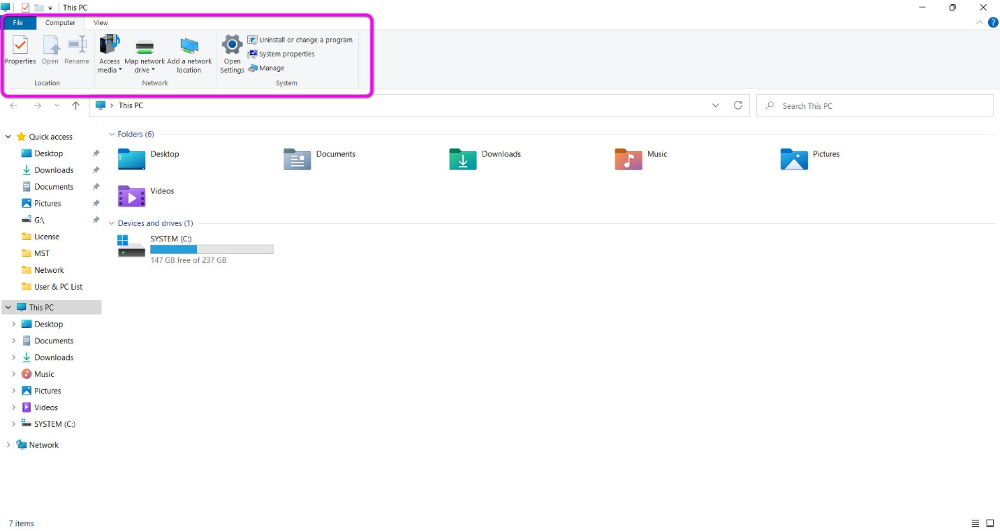 This PC
File Computer View
Properties Open Rename Access media Map network drive Add a network location Open Settings Uninstall or change a program
System properties
Manage
Location Network System
This PC
Search This PC
Quick access
Desktop
Downloads
Documents
Pictures
G:\
License
MST
Network
User & PC List
This PC
Desktop
Documents
Downloads
Music
Pictures
Videos
SYSTEM (C:)
Network
Folders (6)
Desktop
Documents
Downloads
Music
Pictures
Videos
Devices and drives (1)
SYSTEM (C:)
147 GB free of 237 GB
7 items